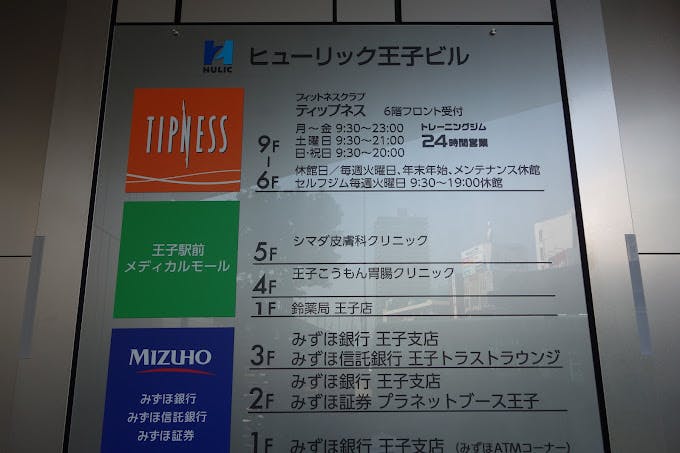 HULIC
ヒューリック王子ビル
TIPNESS
9F
6F
フィットネスクラブ
ティップネス 6階フロント受付
月〜金 9:30〜23:00
土曜日 9:30〜21:00
日・祝日 9:30〜20:00
トレーニングジム
24時間営業
休館日/毎週火曜日、年末年始、メンテナンス休館
セルフジム毎週火曜日 9:30〜19:00休館
王子駅前
メディカルモール
5F シマダ皮膚科クリニック
4F 王子こうもん胃腸クリニック
1F 鈴薬局 王子店
MIZUHO
みずほ銀行
みずほ信託銀行
みずほ証券
3F みずほ銀行 王子支店
みずほ信託銀行 王子トラストラウンジ
2F みずほ銀行 王子支店
みずほ証券 プラネットブース王子
1F みずほ銀行 王子支店 (みずほATMコーナー)